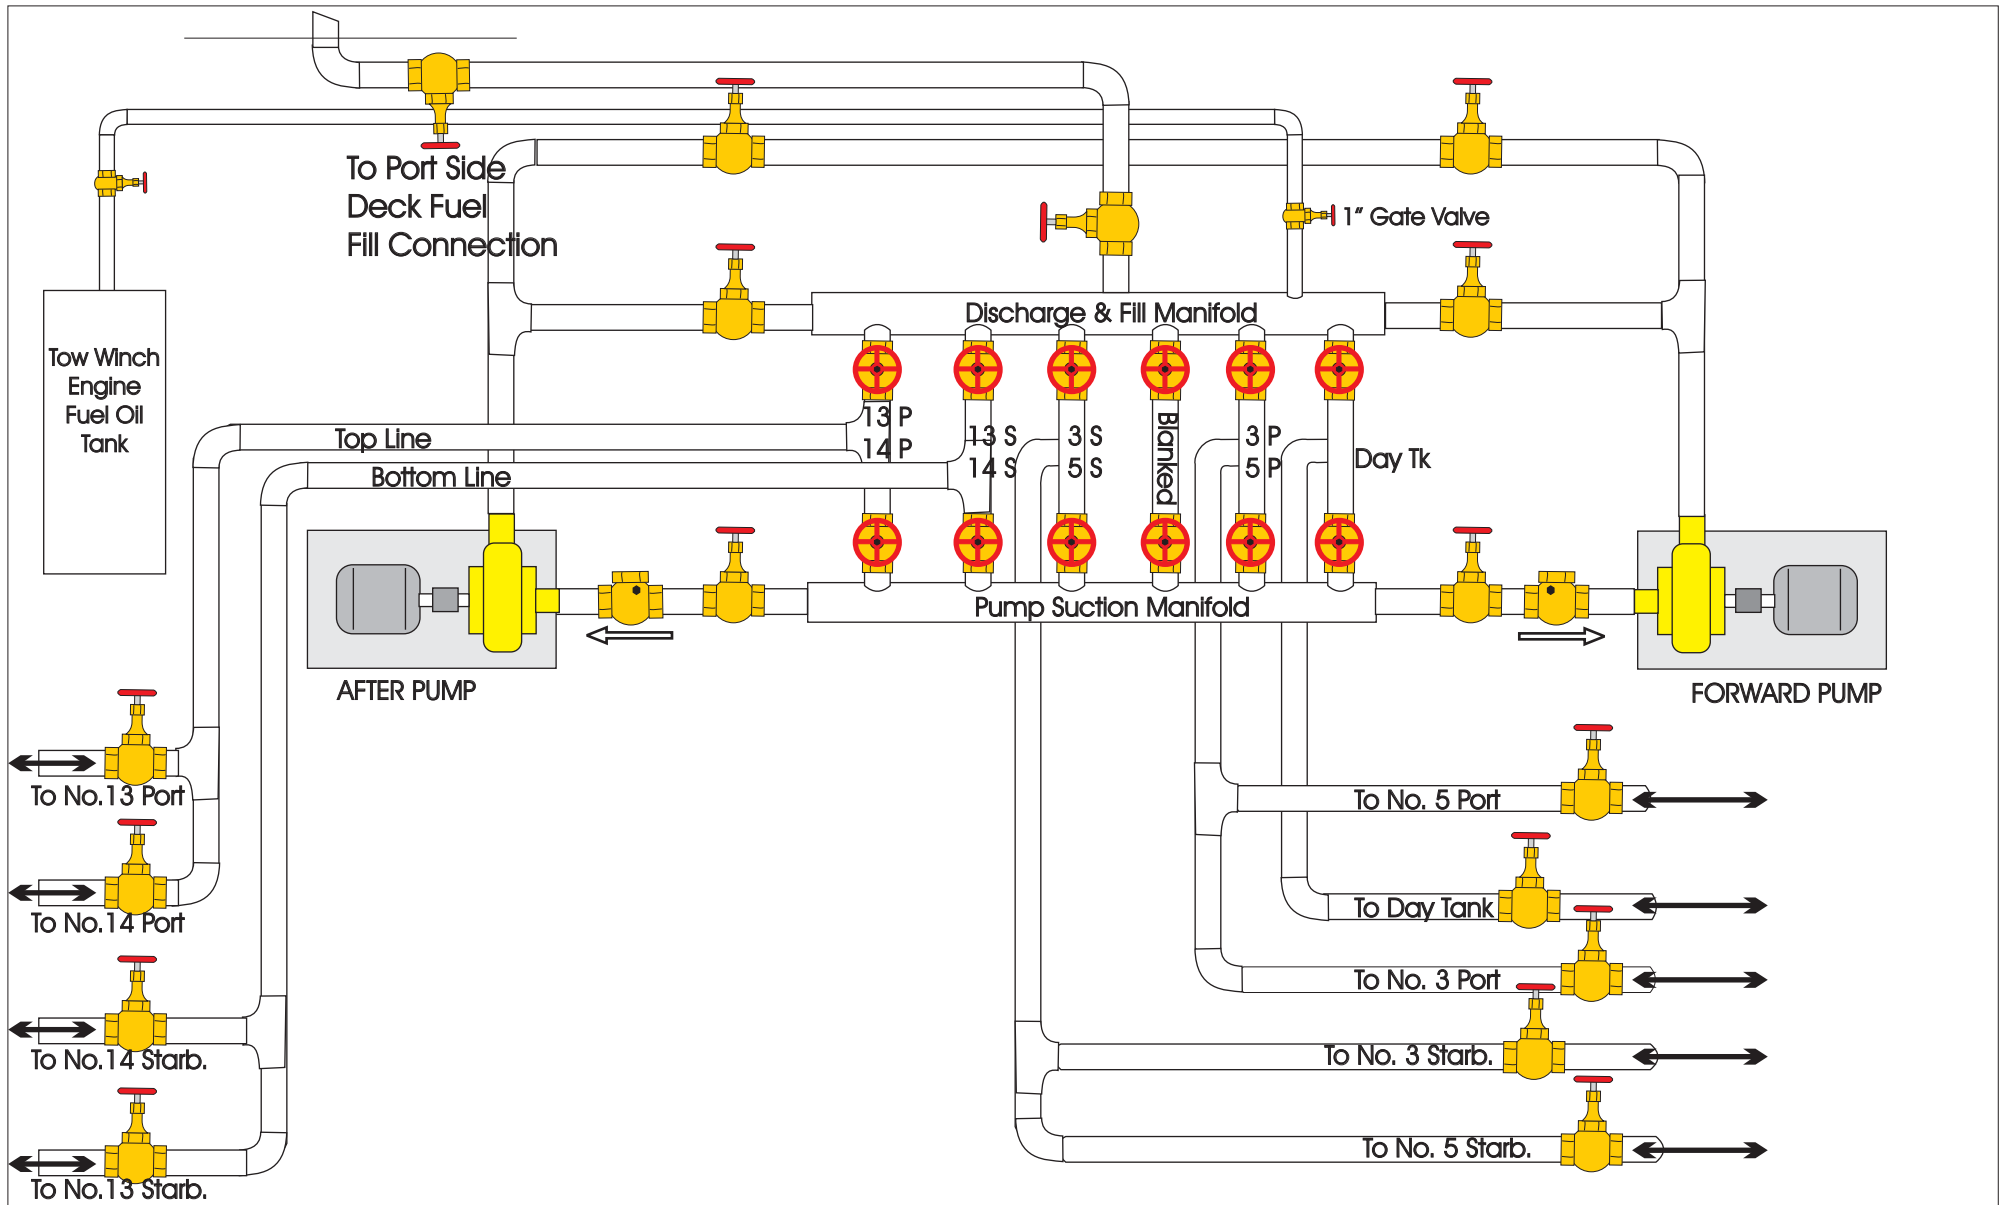 To Port Side
Deck Fuel
Fill Connection
1" Gate Valve
Discharge & Fill Manifold
Tow Winch
Engine
Fuel Oil
Tank
Top Line
Bottom Line
13 P
14 P
13 S
14 S
3 S
5 S
Blanked
3 P
5 P
Day Tk
Pump Suction Manifold
AFTER PUMP
FORWARD PUMP
To No.13 Port
To No.14 Port
To No.14 Starb.
To No.13 Starb.
To No. 5 Port
To Day Tank
To No. 3 Port
To No. 3 Starb.
To No. 5 Starb.